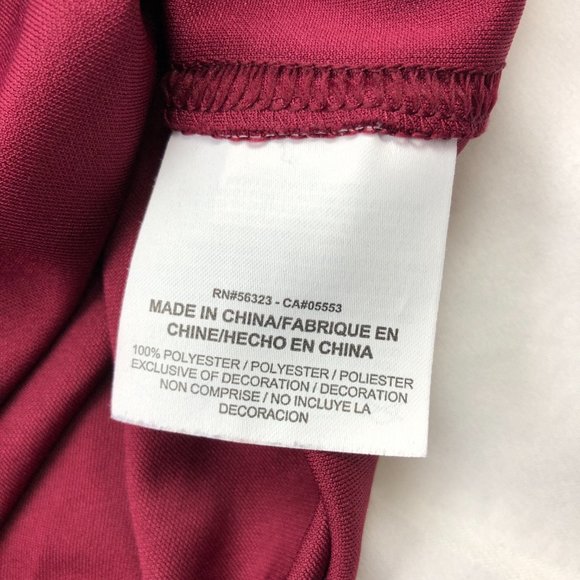 RN#56323 - CA#05553
MADE IN CHINA/FABRIQUE EN
CHINE/HECHO EN CHINA
100% POLYESTER / POLYESTER / POLIESTER
EXCLUSIVE OF DECORATION / DECORATION
NON COMPRISE / NO INCLUYE LA
DECORACION